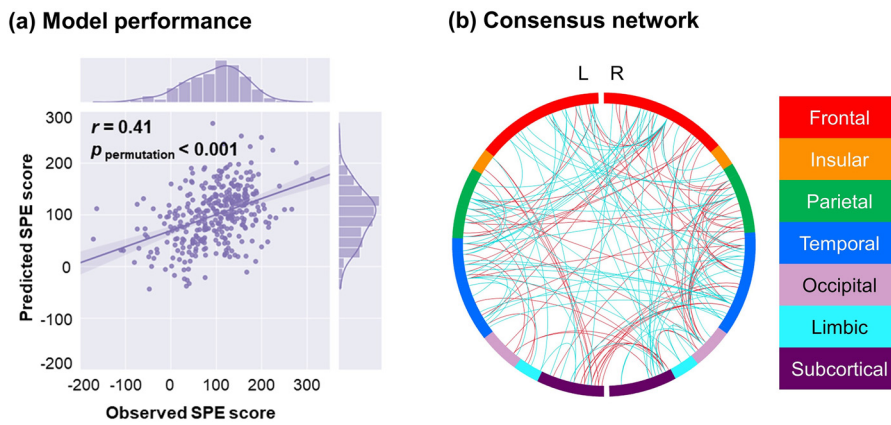 (a) Model performance
r = 0.41
p permutation < 0.001
300
200
100
0
-100
-200
Predicted SPE score
-200 -100 0 100 200 300
Observed SPE score
(b) Consensus network
L R
Frontal
Insular
Parietal
Temporal
Occipital
Limbic
Subcortical